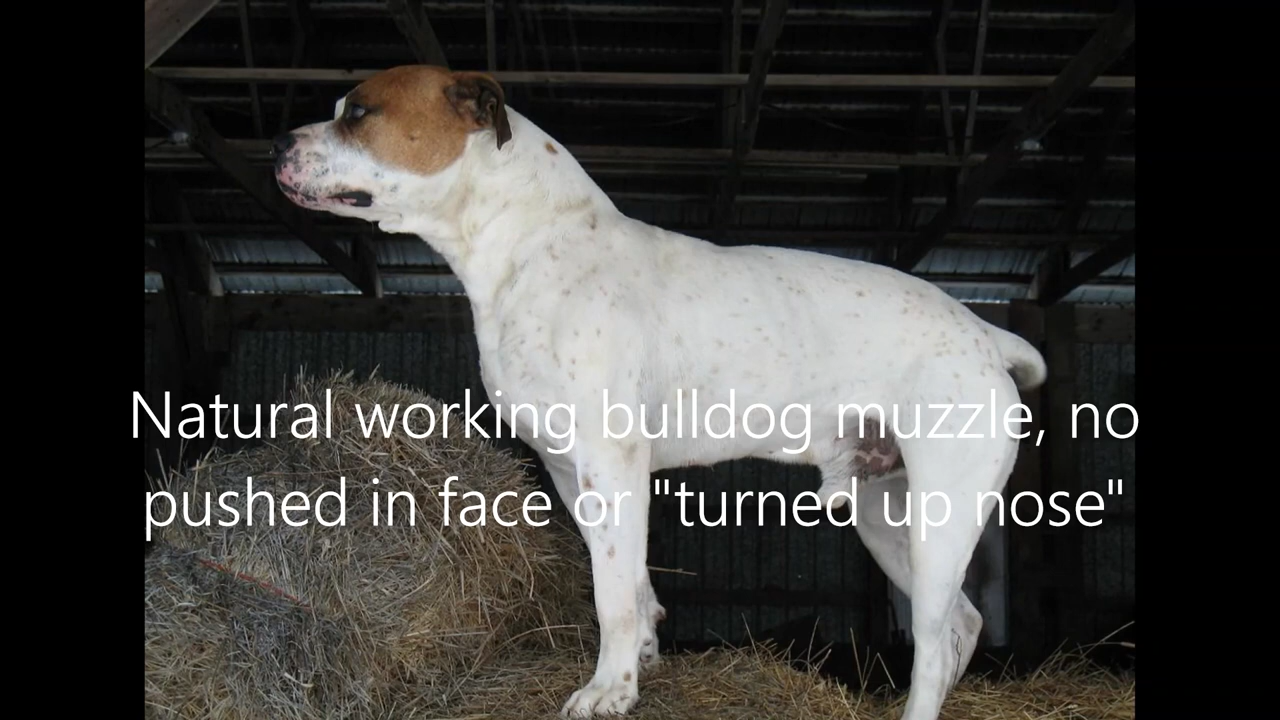 Natural working bulldog muzzle, no
pushed in face or "turned up nose"